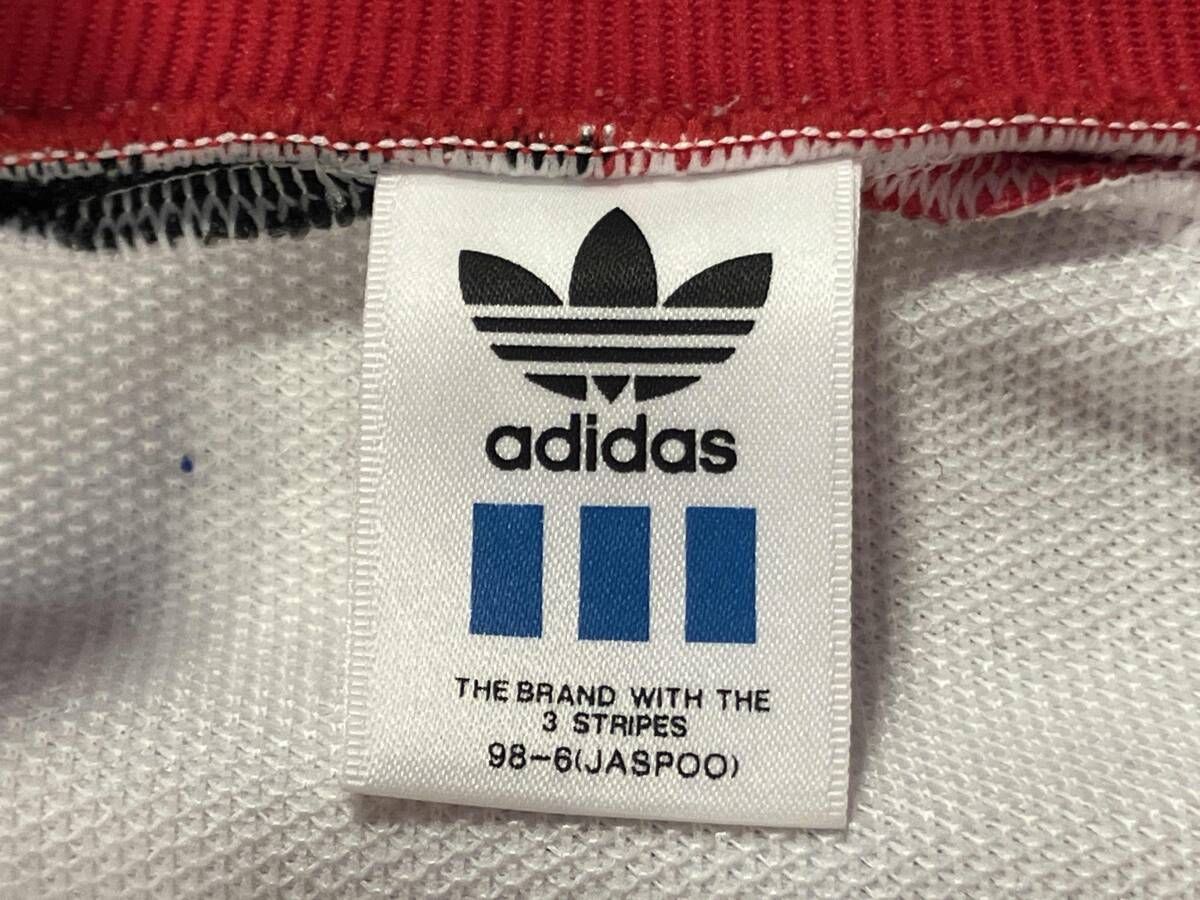 adidas
THE BRAND WITH THE
3 STRIPES
98-6(JASPOO)